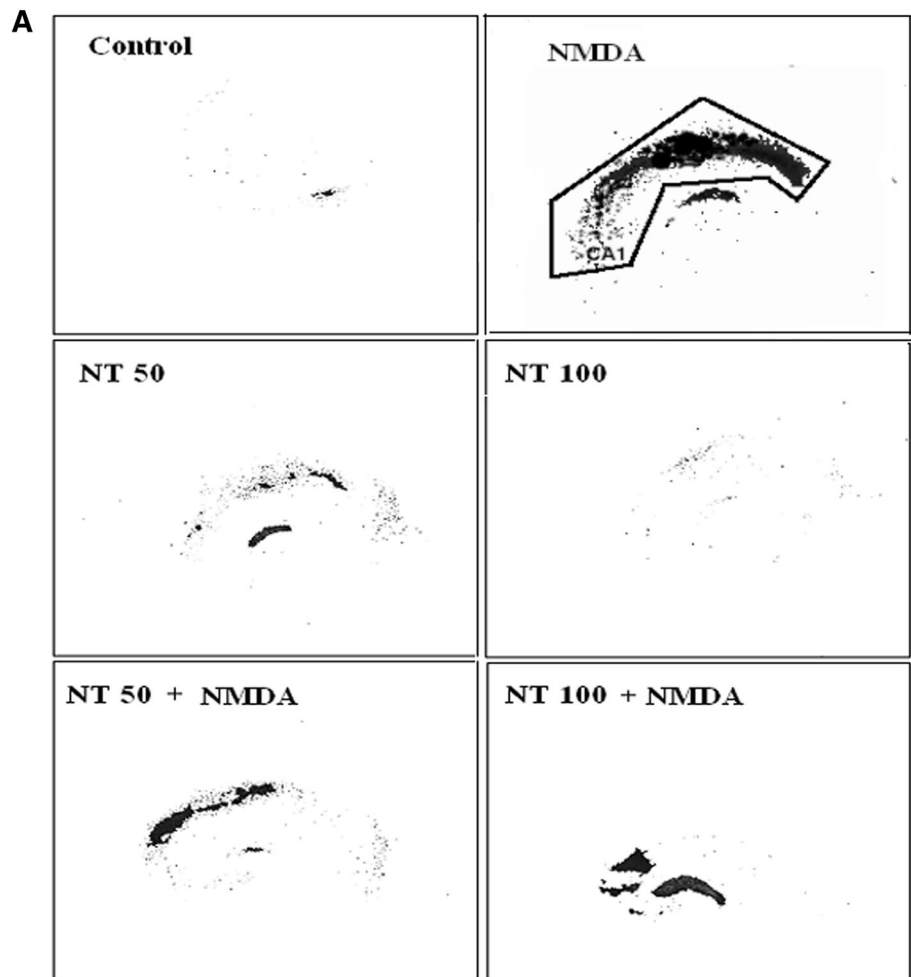 A
Control
NMDA
CA1
NT 50
NT 100
NT 50 + NMDA
NT 100 + NMDA